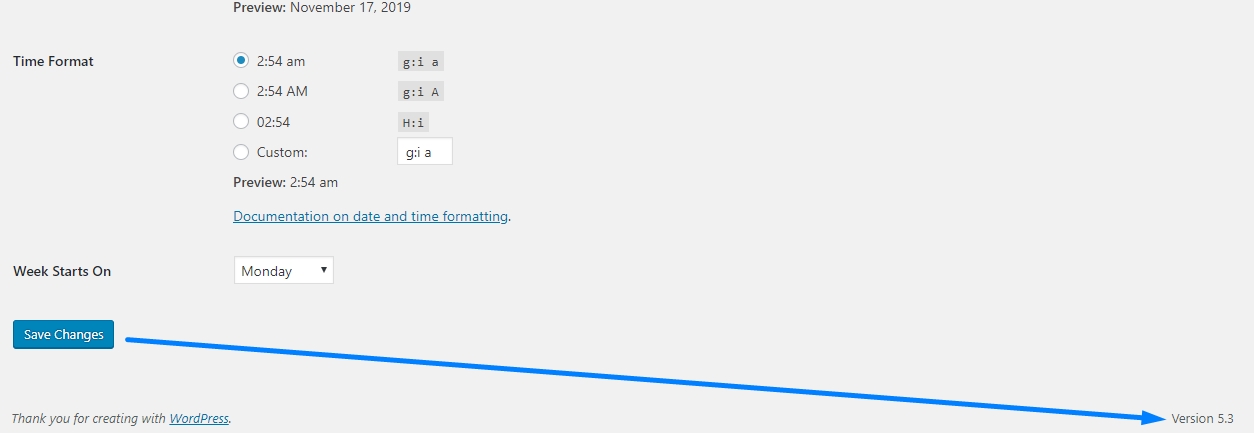 Preview: November 17, 2019
Time Format
2:54 am g:i a
2:54 AM g:i A
02:54 H:i
Custom: g:i a
Preview: 2:54 am
Documentation on date and time formatting.
Week Starts On Monday
Save Changes
Thank you for creating with WordPress. Version 5.3